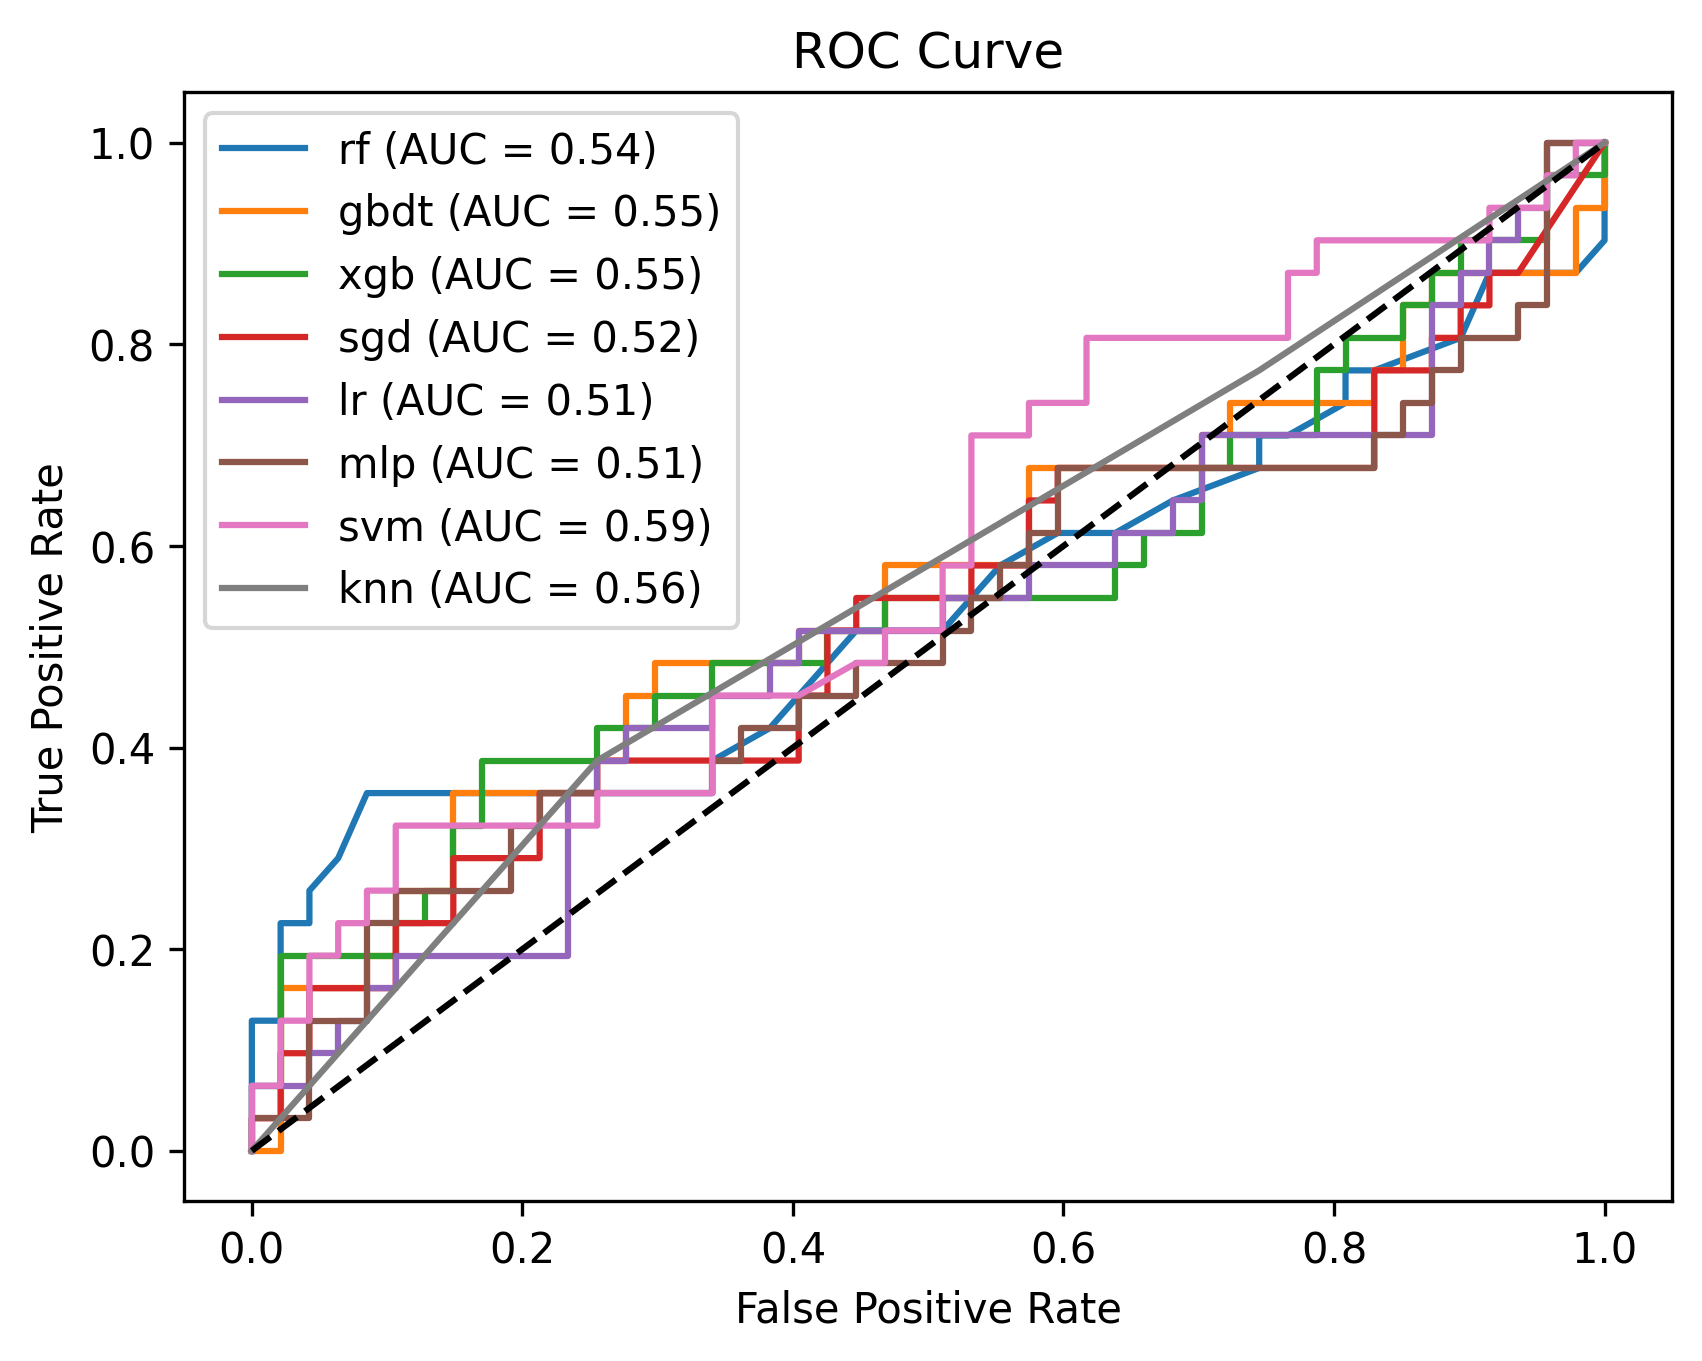 ROC Curve
rf (AUC = 0.54)
gbdt (AUC = 0.55)
xgb (AUC = 0.55)
sgd (AUC = 0.52)
lr (AUC = 0.51)
mlp (AUC = 0.51)
svm (AUC = 0.59)
knn (AUC = 0.56)
True Positive Rate
1.0
0.8
0.6
0.4
0.2
0.0
0.0 0.2 0.4 0.6 0.8 1.0
False Positive Rate